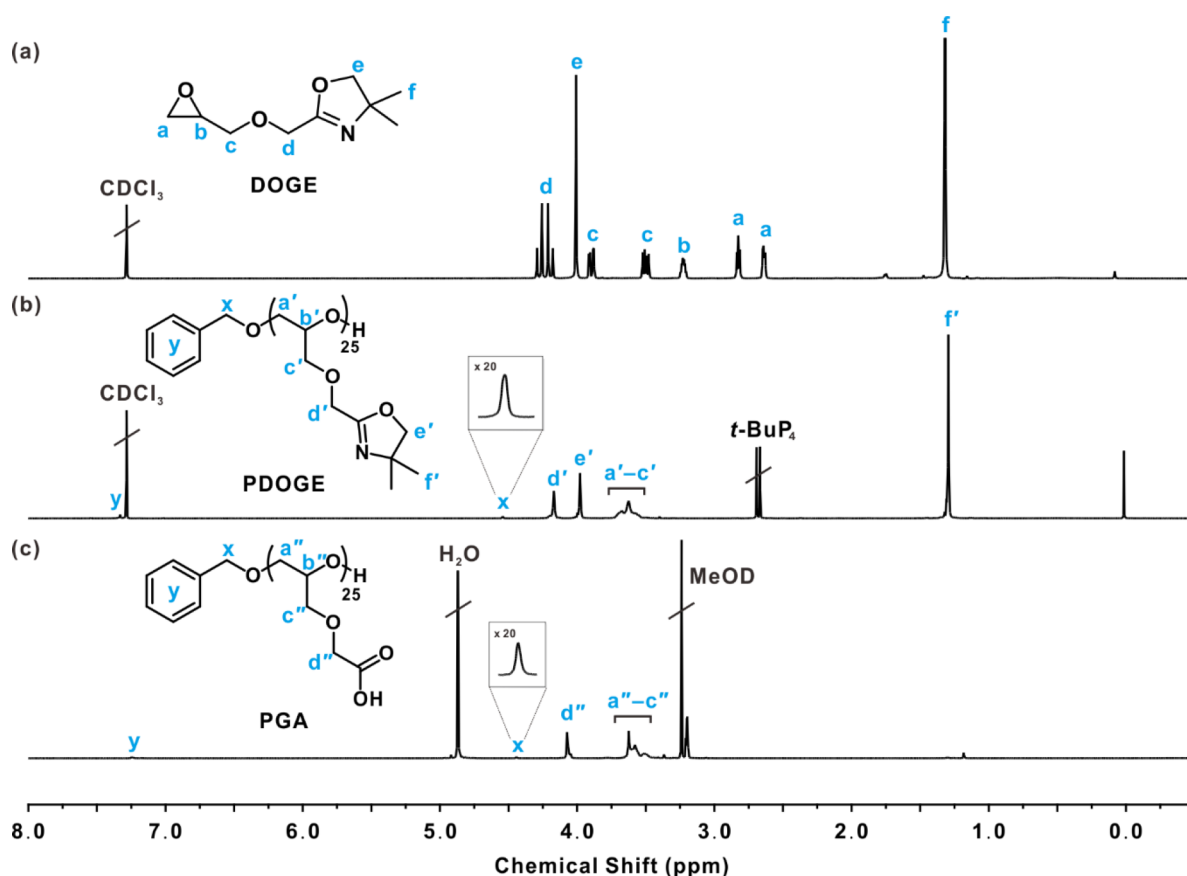 (a)
f
e
O
a
b
c
O
d
O
N
e
f
DOGE
CDCl₃
d
c
c
b
a
a
(b)
x
y
O
a′
b′
O
H
25
c′
O
d′
O
N
e′
f′
PDOGE
CDCl₃
y
x 20
x
d′
e′
a′–c′
t-BuP₄
f′
(c)
x
y
O
a″
b″
O
H
25
c″
O
d″
O
OH
PGA
y
H₂O
x 20
x
d″
a″–c″
MeOD
8.0 7.0 6.0 5.0 4.0 3.0 2.0 1.0 0.0
Chemical Shift (ppm)